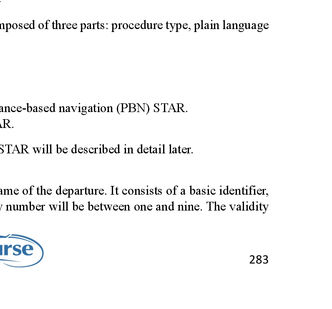 mposed of three parts: procedure type, plain language
ance-based navigation (PBN) STAR.
AR.
STAR will be described in detail later.
ame of the departure. It consists of a basic identifier,
y number will be between one and nine. The validity
urse
283